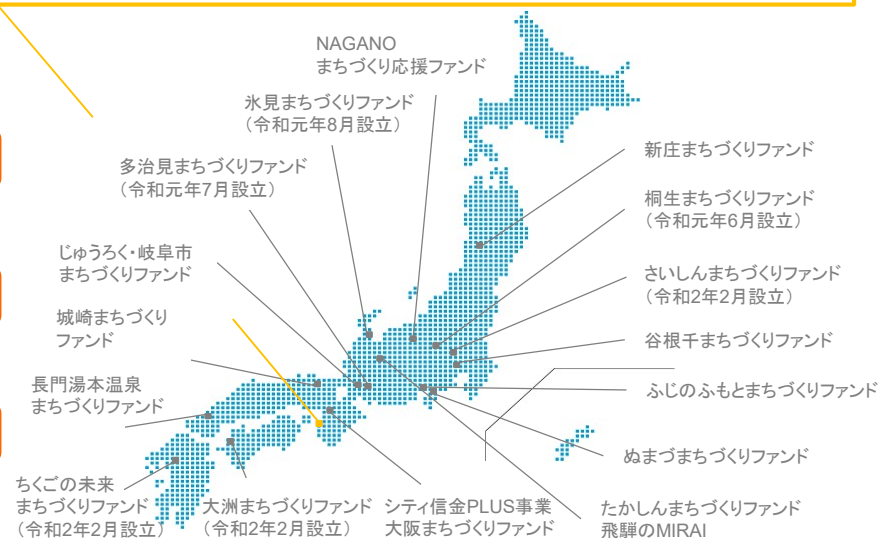 NAGANO
まちづくり応援ファンド
氷見まちづくりファンド
（令和元年8月設立）
多治見まちづくりファンド
（令和元年7月設立）
じゅうろく・岐阜市
まちづくりファンド
城崎まちづくり
ファンド
長門湯本温泉
まちづくりファンド
ちくごの未来
まちづくりファンド
（令和2年2月設立）
大洲まちづくりファンド
（令和2年2月設立）
シティ信金PLUS事業
大阪まちづくりファンド
新庄まちづくりファンド
桐生まちづくりファンド
（令和元年6月設立）
さいしんまちづくりファンド
（令和2年2月設立）
谷根千まちづくりファンド
ふじのふもとまちづくりファンド
ぬまづまちづくりファンド
たかしんまちづくりファンド
飛騨のMIRAI